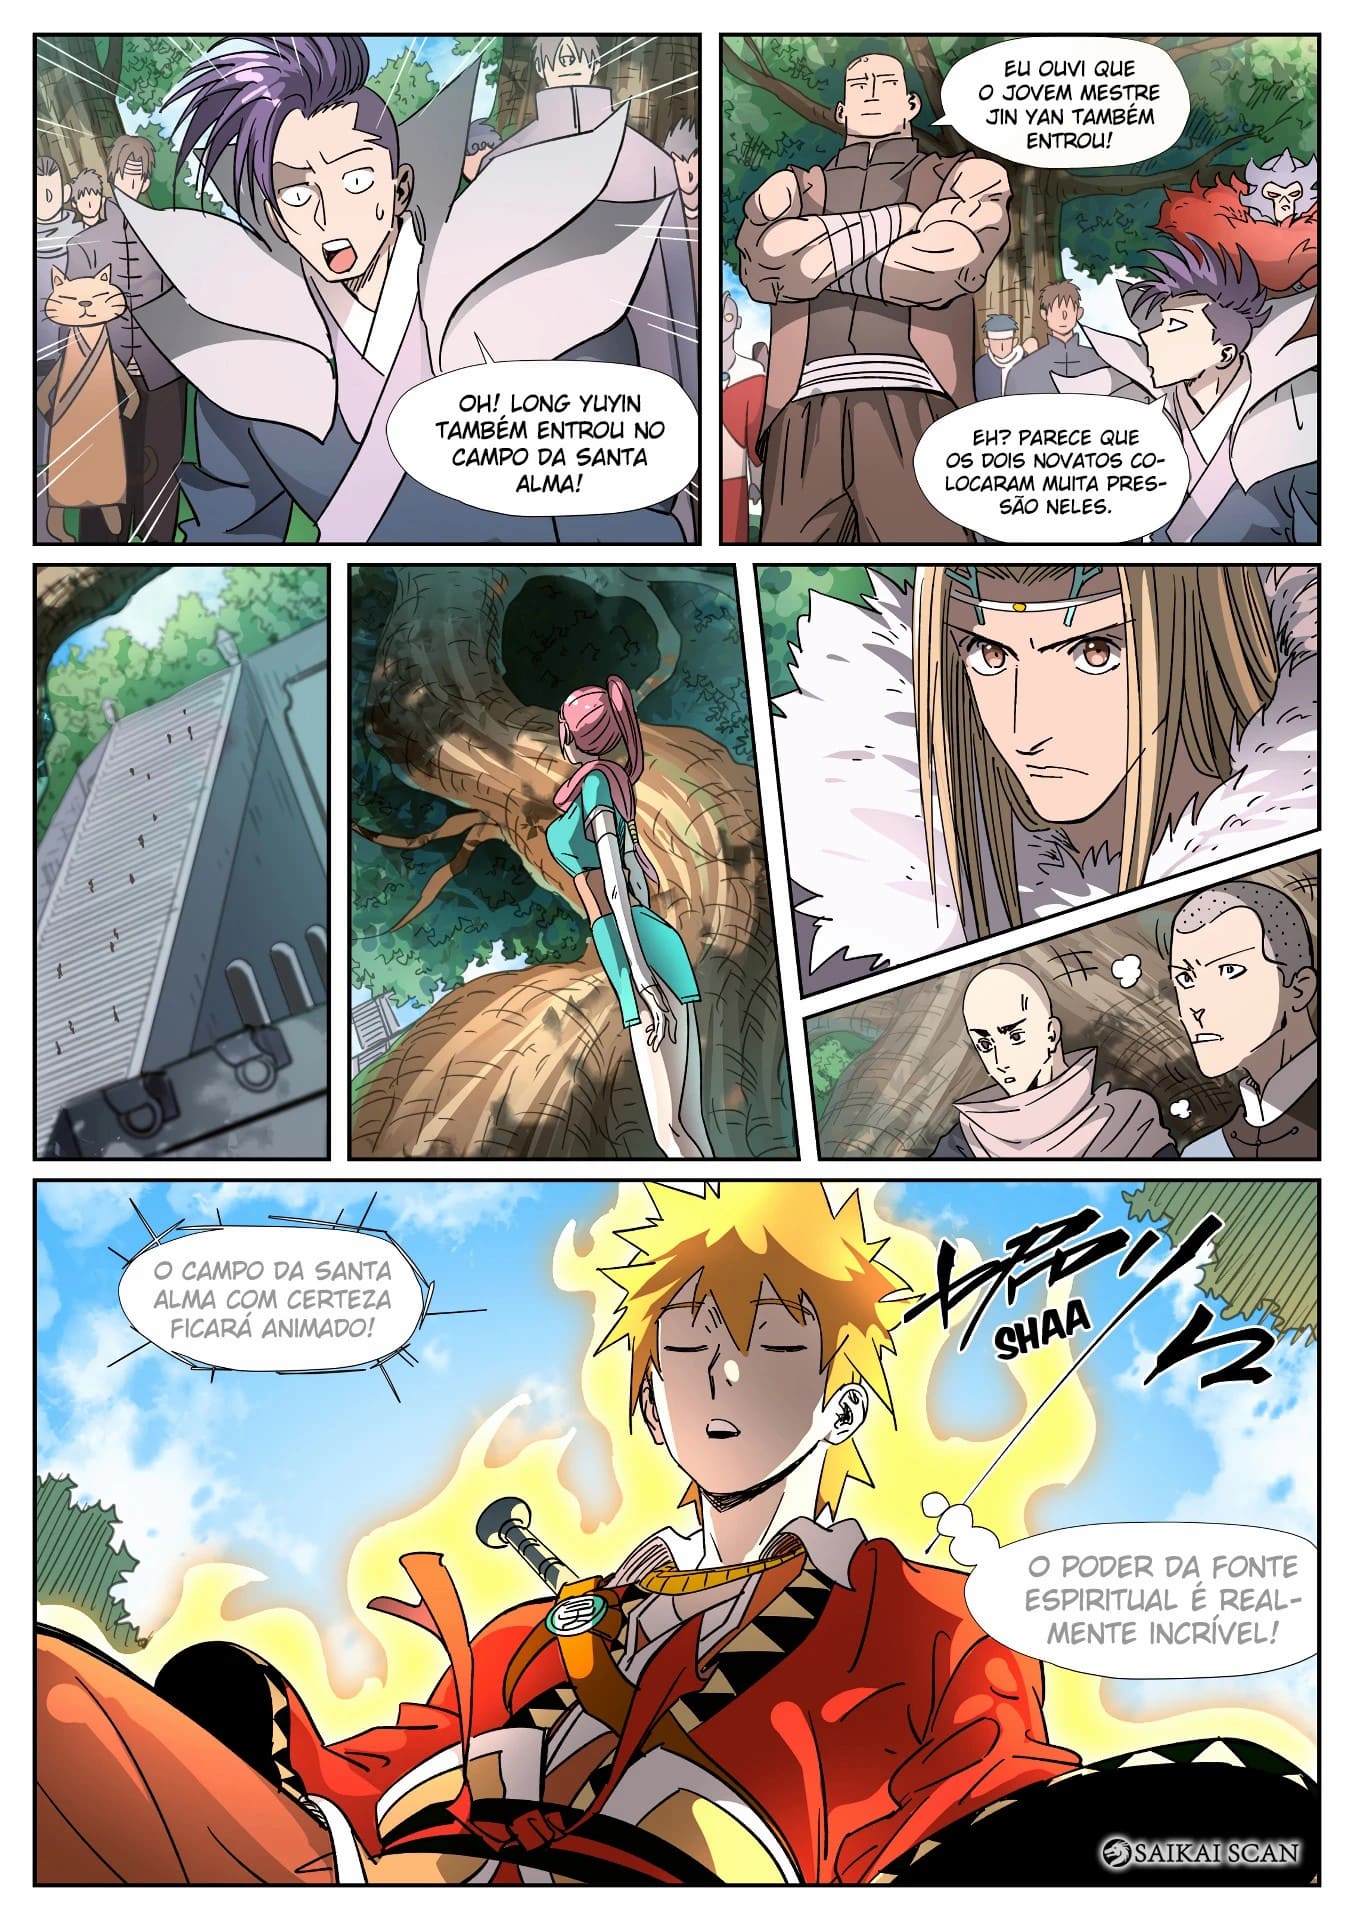 OH! LONG YUYIN
TAMBÉM ENTROU NO
CAMPO DA SANTA
ALMA!
EU OUVI QUE
O JOVEM MESTRE
JIN YAN TAMBÉM
ENTROU!
EH? PARECE QUE
OS DOIS NOVATOS CO-
LOCARAM MUITA PRES-
SÃO NELES.
O CAMPO DA SANTA
ALMA COM CERTEZA
FICARÁ ANIMADO!
SHAA
O PODER DA FONTE
ESPIRITUAL É REAL-
MENTE INCRÍVEL!
SAIKAI SCAN